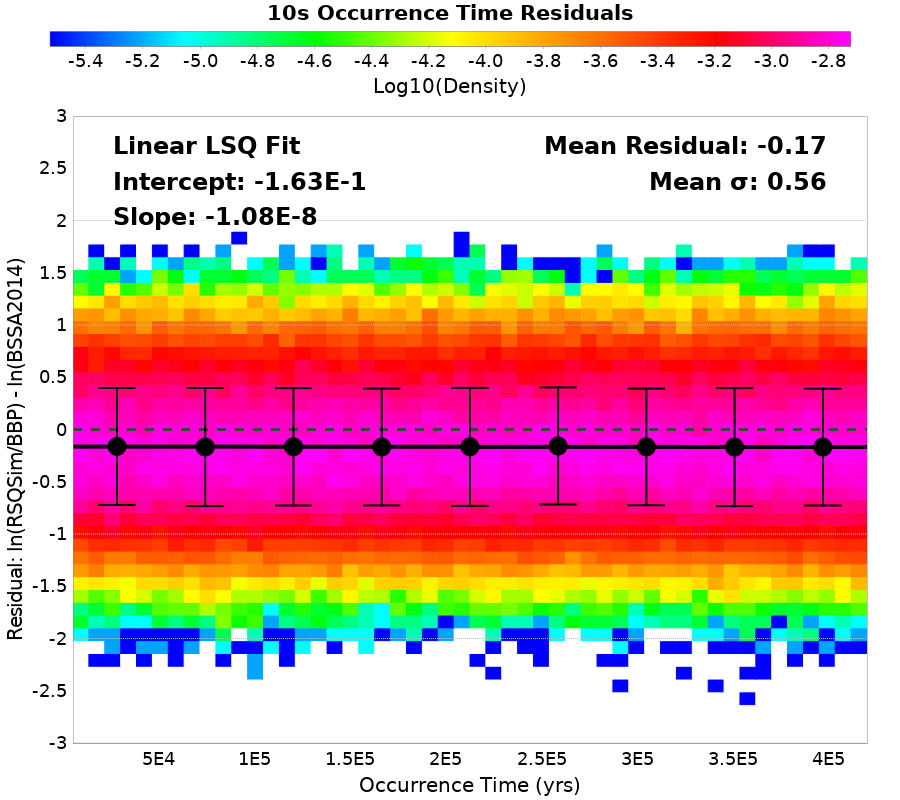 10s Occurrence Time Residuals
-5.4 -5.2 -5.0 -4.8 -4.6 -4.4 -4.2 -4.0 -3.8 -3.6 -3.4 -3.2 -3.0 -2.8
Log10(Density)
Linear LSQ Fit
Intercept: -1.63E-1
Slope: -1.08E-8
Mean Residual: -0.17
Mean σ: 0.56
Residual: ln(RSQSim/BBP) - ln(BSSA2014)
3
2.5
2
1.5
1
0.5
0
-0.5
-1
-1.5
-2
-2.5
-3
5E4 1E5 1.5E5 2E5 2.5E5 3E5 3.5E5 4E5
Occurrence Time (yrs)